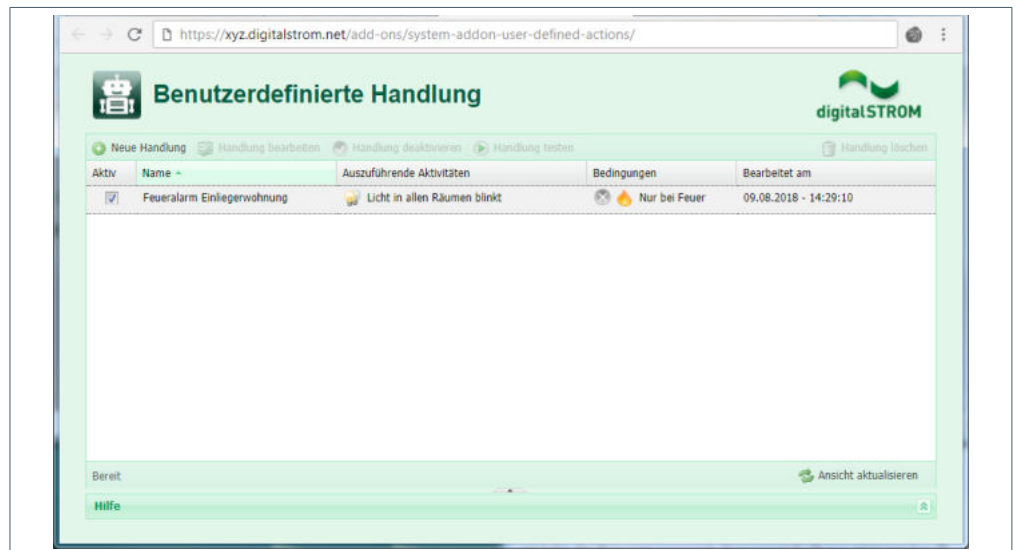 https://xyz.digitalstrom.net/add-ons/system-addon-user-defined-actions/
Benutzerdefinierte Handlung
digitalSTROM
Neue Handlung Handlung bearbeiten Handlung deaktivieren Handlung testen Handlung löschen
Aktiv Name Auszuführende Aktivitäten Bedingungen Bearbeitet am
Feueralarm Einliegerwohnung Licht in allen Räumen blinkt Nur bei Feuer 09.08.2018 - 14:29:10
Bereit Ansicht aktualisieren
Hilfe